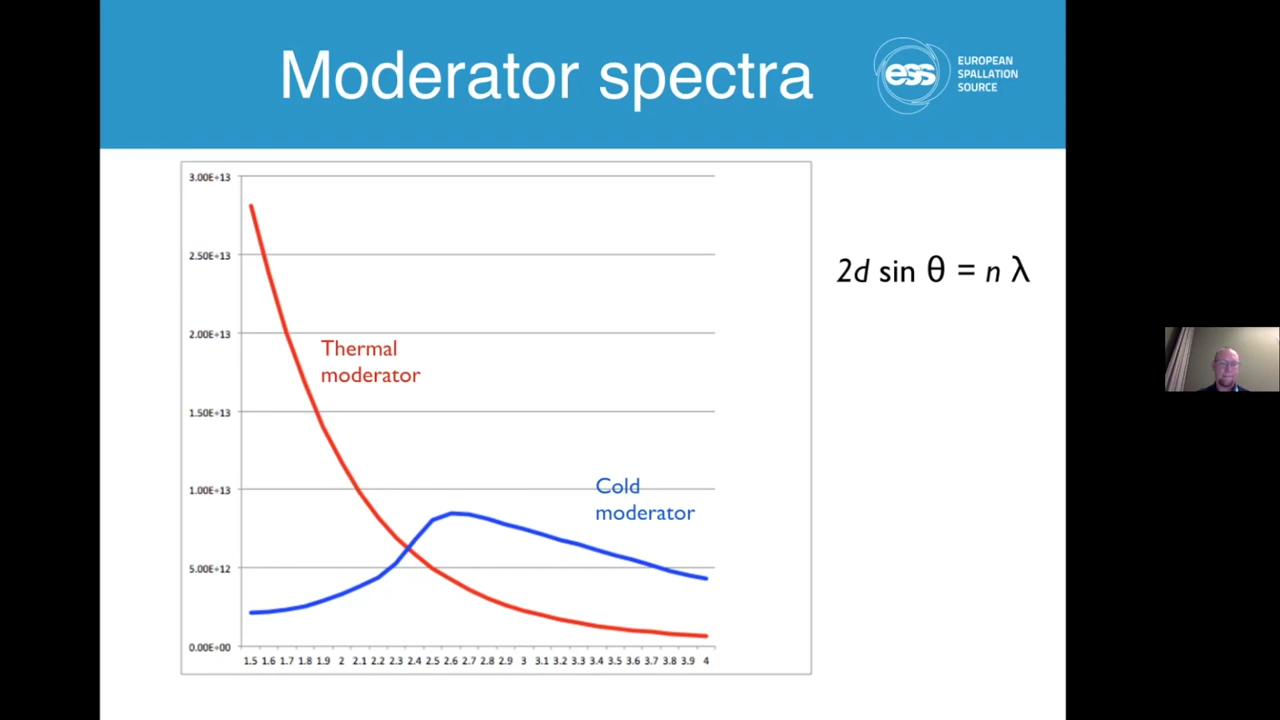 Moderator spectra
ess
EUROPEAN
SPALLATION
SOURCE
3.00E+13
2.50E+13
2.00E+13
1.50E+13
1.00E+13
5.00E+12
0.00E+00
Thermal
moderator
Cold
moderator
1.5 1.6 1.7 1.8 1.9 2 2.1 2.2 2.3 2.4 2.5 2.6 2.7 2.8 2.9 3 3.1 3.2 3.3 3.4 3.5 3.6 3.7 3.8 3.9 4
2d sin θ = n λ